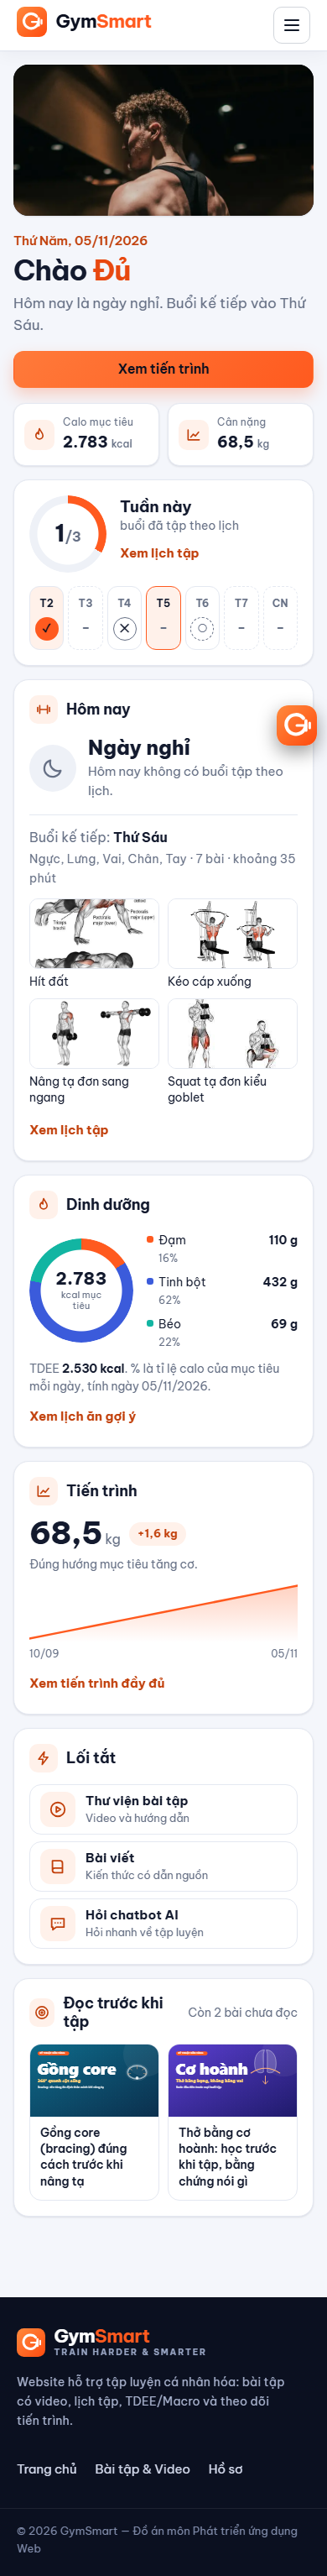 GymSmart
Thứ Năm, 05/11/2026
Chào Đủ
Hôm nay là ngày nghỉ. Buổi kế tiếp vào Thứ
Sáu.
Xem tiến trình
Calo mục tiêu
2.783 kcal
Cân nặng
68,5 kg
1/3
Tuần này
buổi đã tập theo lịch
Xem lịch tập
T2 T3 T4 T5 T6 T7 CN
✓ – ✕ – ○ – –
Hôm nay
Ngày nghỉ
Hôm nay không có buổi tập theo
lịch.
Buổi kế tiếp: Thứ Sáu
Ngực, Lưng, Vai, Chân, Tay · 7 bài · khoảng 35
phút
Hít đất
Kéo cáp xuống
Nâng tạ đơn sang
ngang
Squat tạ đơn kiểu
goblet
Xem lịch tập
Dinh dưỡng
2.783
kcal mục
tiêu
Đạm 110 g
16%
Tinh bột 432 g
62%
Béo 69 g
22%
TDEE 2.530 kcal. % là tỉ lệ calo của mục tiêu
mỗi ngày, tính ngày 05/11/2026.
Xem lịch ăn gợi ý
Tiến trình
68,5 kg +1,6 kg
Đúng hướng mục tiêu tăng cơ.
10/09 05/11
Xem tiến trình đầy đủ
Lối tắt
Thư viện bài tập
Video và hướng dẫn
Bài viết
Kiến thức có dẫn nguồn
Hỏi chatbot AI
Hỏi nhanh về tập luyện
Đọc trước khi
tập
Còn 2 bài chưa đọc
Gồng core
360° quanh cột sống
Cơ hoành
Thở bằng bụng, không bằng vai
Gồng core
(bracing) đúng
cách trước khi
nâng tạ
Thở bằng cơ
hoành: học trước
khi tập, bằng
chứng nói gì
GymSmart
TRAIN HARDER & SMARTER
Website hỗ trợ tập luyện cá nhân hóa: bài tập
có video, lịch tập, TDEE/Macro và theo dõi
tiến trình.
Trang chủ Bài tập & Video Hồ sơ
© 2026 GymSmart — Đồ án môn Phát triển ứng dụng
Web